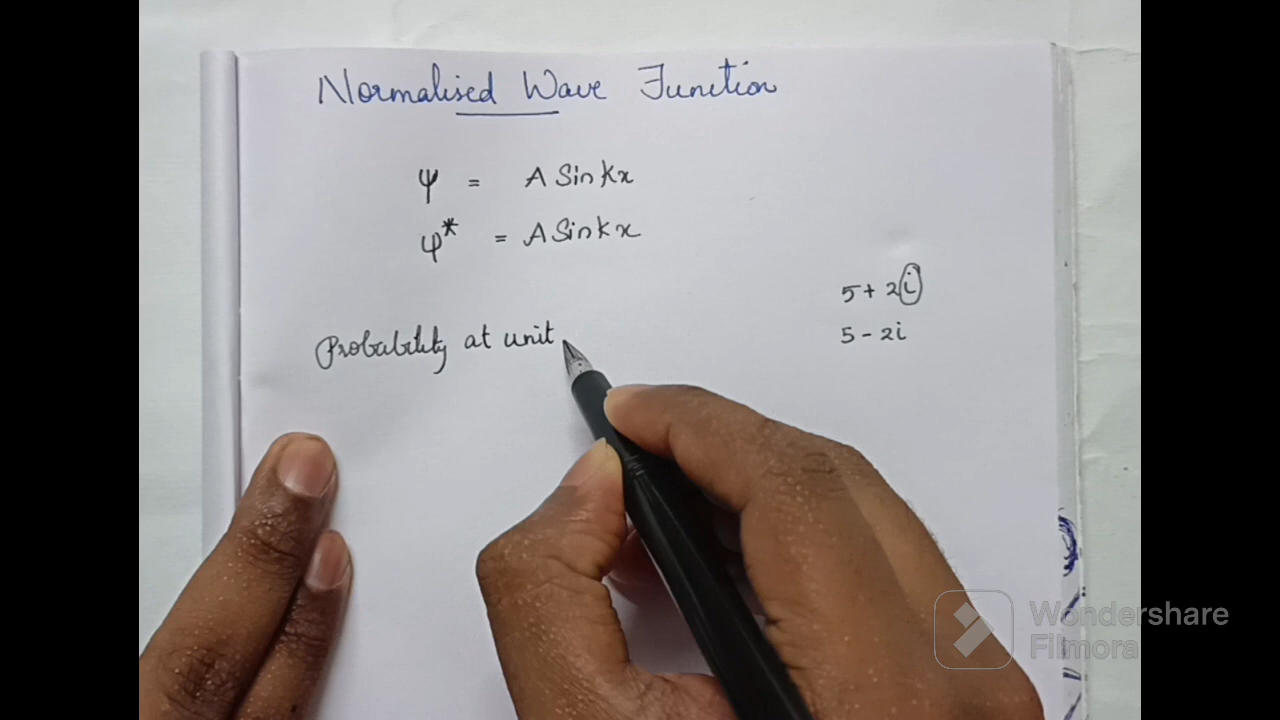 Normalised Wave Function
ψ = A Sin kx
ψ* = A Sin kx
5 + 2i
5 - 2i
Probability at unit
Wondershare
Filmora